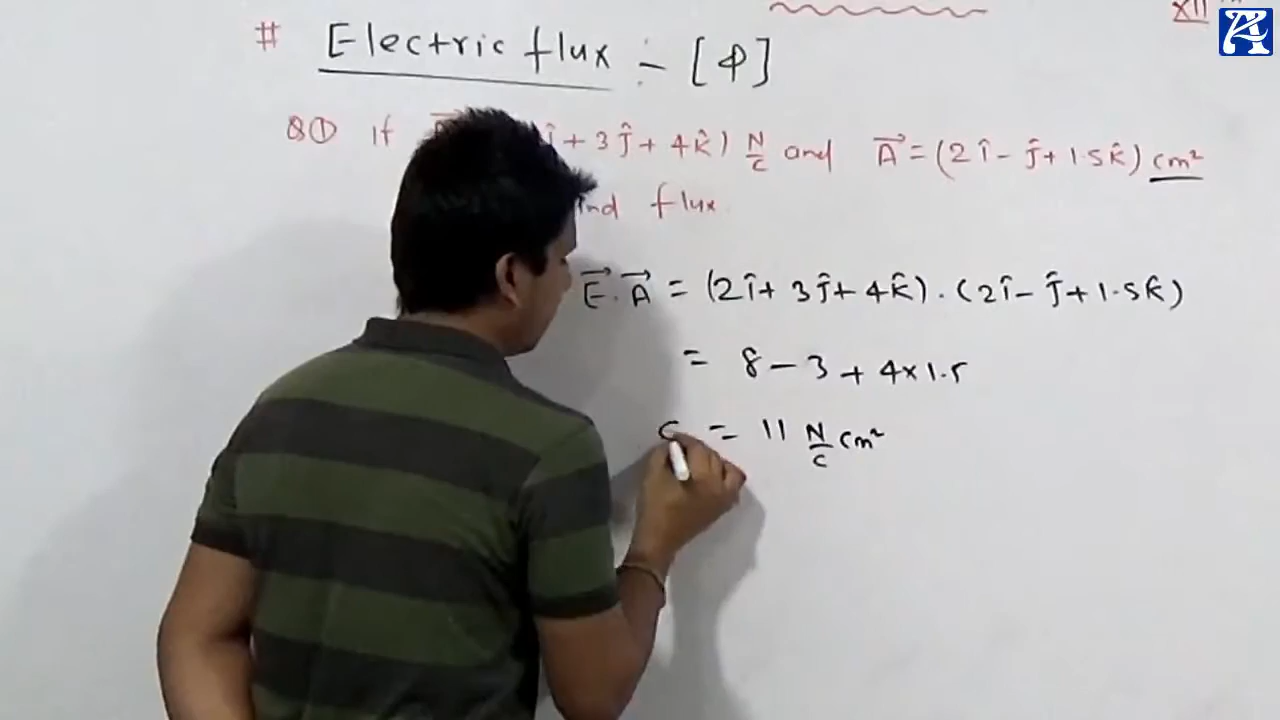 XII
# Electric flux :- [Φ]
Q① If î + 3ĵ + 4k̂) N/C and A⃗ = (2î - ĵ + 1.5k̂) cm²
find flux.
E⃗.A⃗ = (2î + 3ĵ + 4k̂).(2î - ĵ + 1.5k̂)
= 8 - 3 + 4×1.5
= 11 N/C cm²